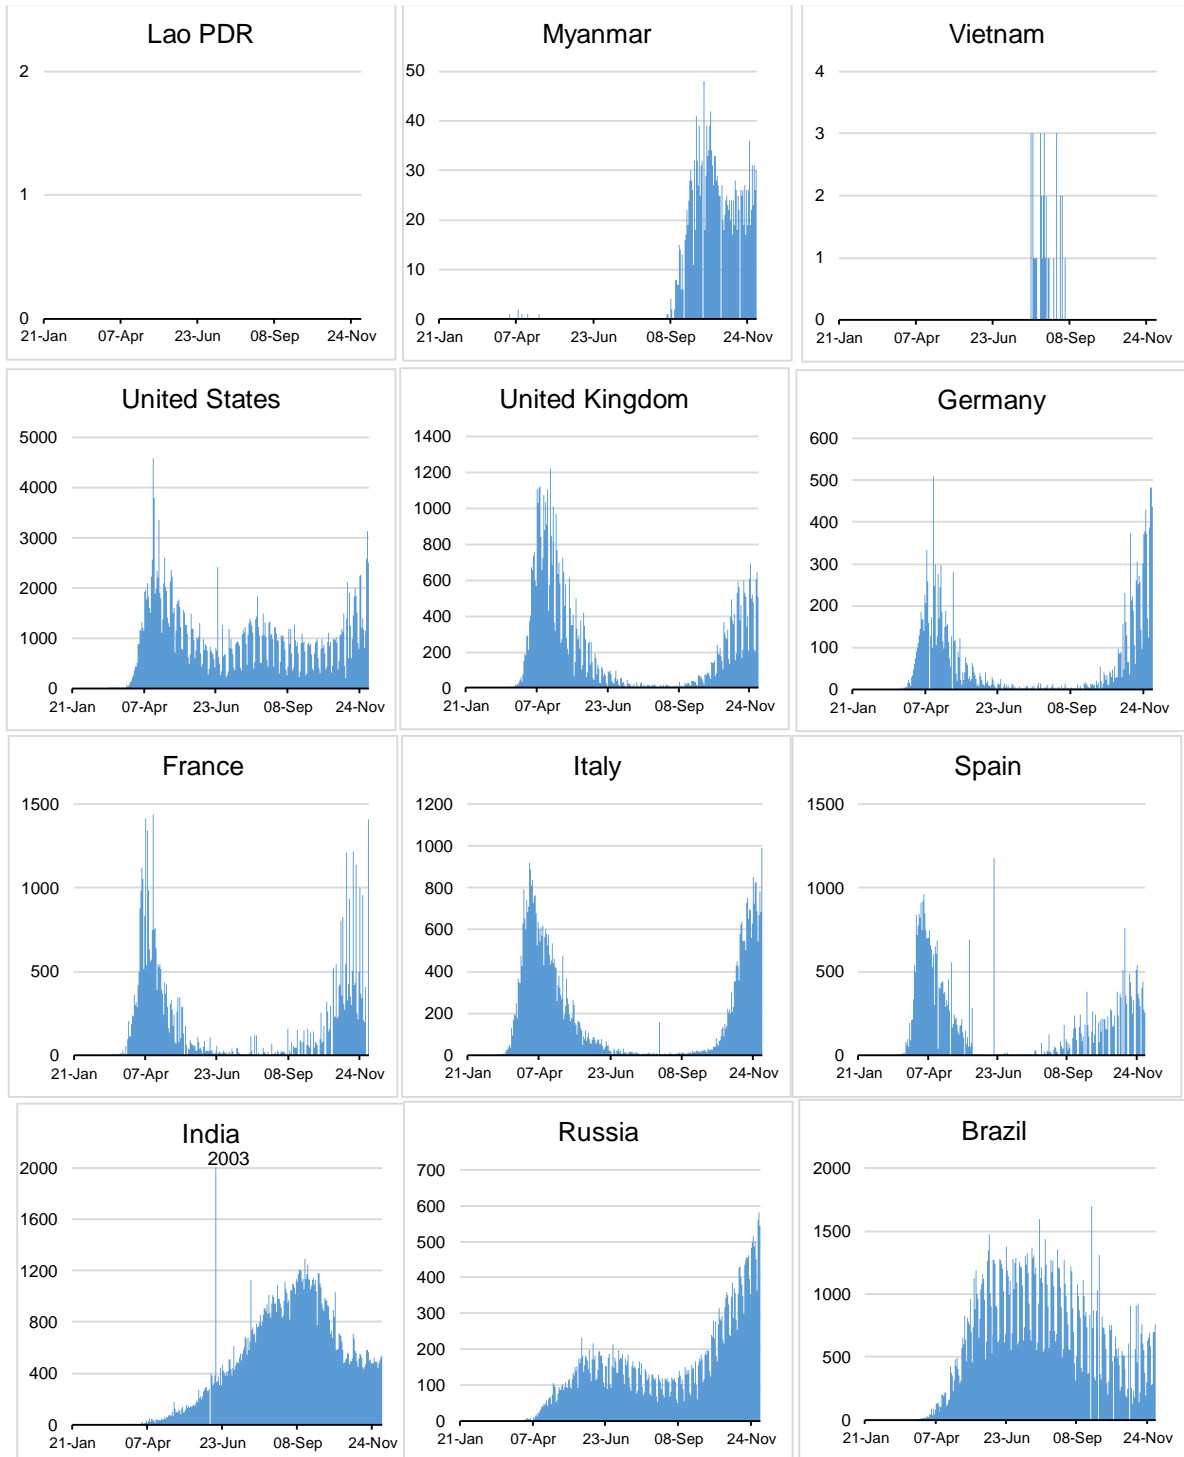 Lao PDR
2
1
0
21-Jan 07-Apr 23-Jun 08-Sep 24-Nov
Myanmar
50
40
30
20
10
0
21-Jan 07-Apr 23-Jun 08-Sep 24-Nov
Vietnam
4
3
2
1
0
21-Jan 07-Apr 23-Jun 08-Sep 24-Nov
United States
5000
4000
3000
2000
1000
0
21-Jan 07-Apr 23-Jun 08-Sep 24-Nov
United Kingdom
1400
1200
1000
800
600
400
200
0
21-Jan 07-Apr 23-Jun 08-Sep 24-Nov
Germany
600
500
400
300
200
100
0
21-Jan 07-Apr 23-Jun 08-Sep 24-Nov
France
1500
1000
500
0
21-Jan 07-Apr 23-Jun 08-Sep 24-Nov
Italy
1200
1000
800
600
400
200
0
21-Jan 07-Apr 23-Jun 08-Sep 24-Nov
Spain
1500
1000
500
0
21-Jan 07-Apr 23-Jun 08-Sep 24-Nov
India
2003
2000
1600
1200
800
400
0
21-Jan 07-Apr 23-Jun 08-Sep 24-Nov
Russia
700
600
500
400
300
200
100
0
21-Jan 07-Apr 23-Jun 08-Sep 24-Nov
Brazil
2000
1500
1000
500
0
21-Jan 07-Apr 23-Jun 08-Sep 24-Nov